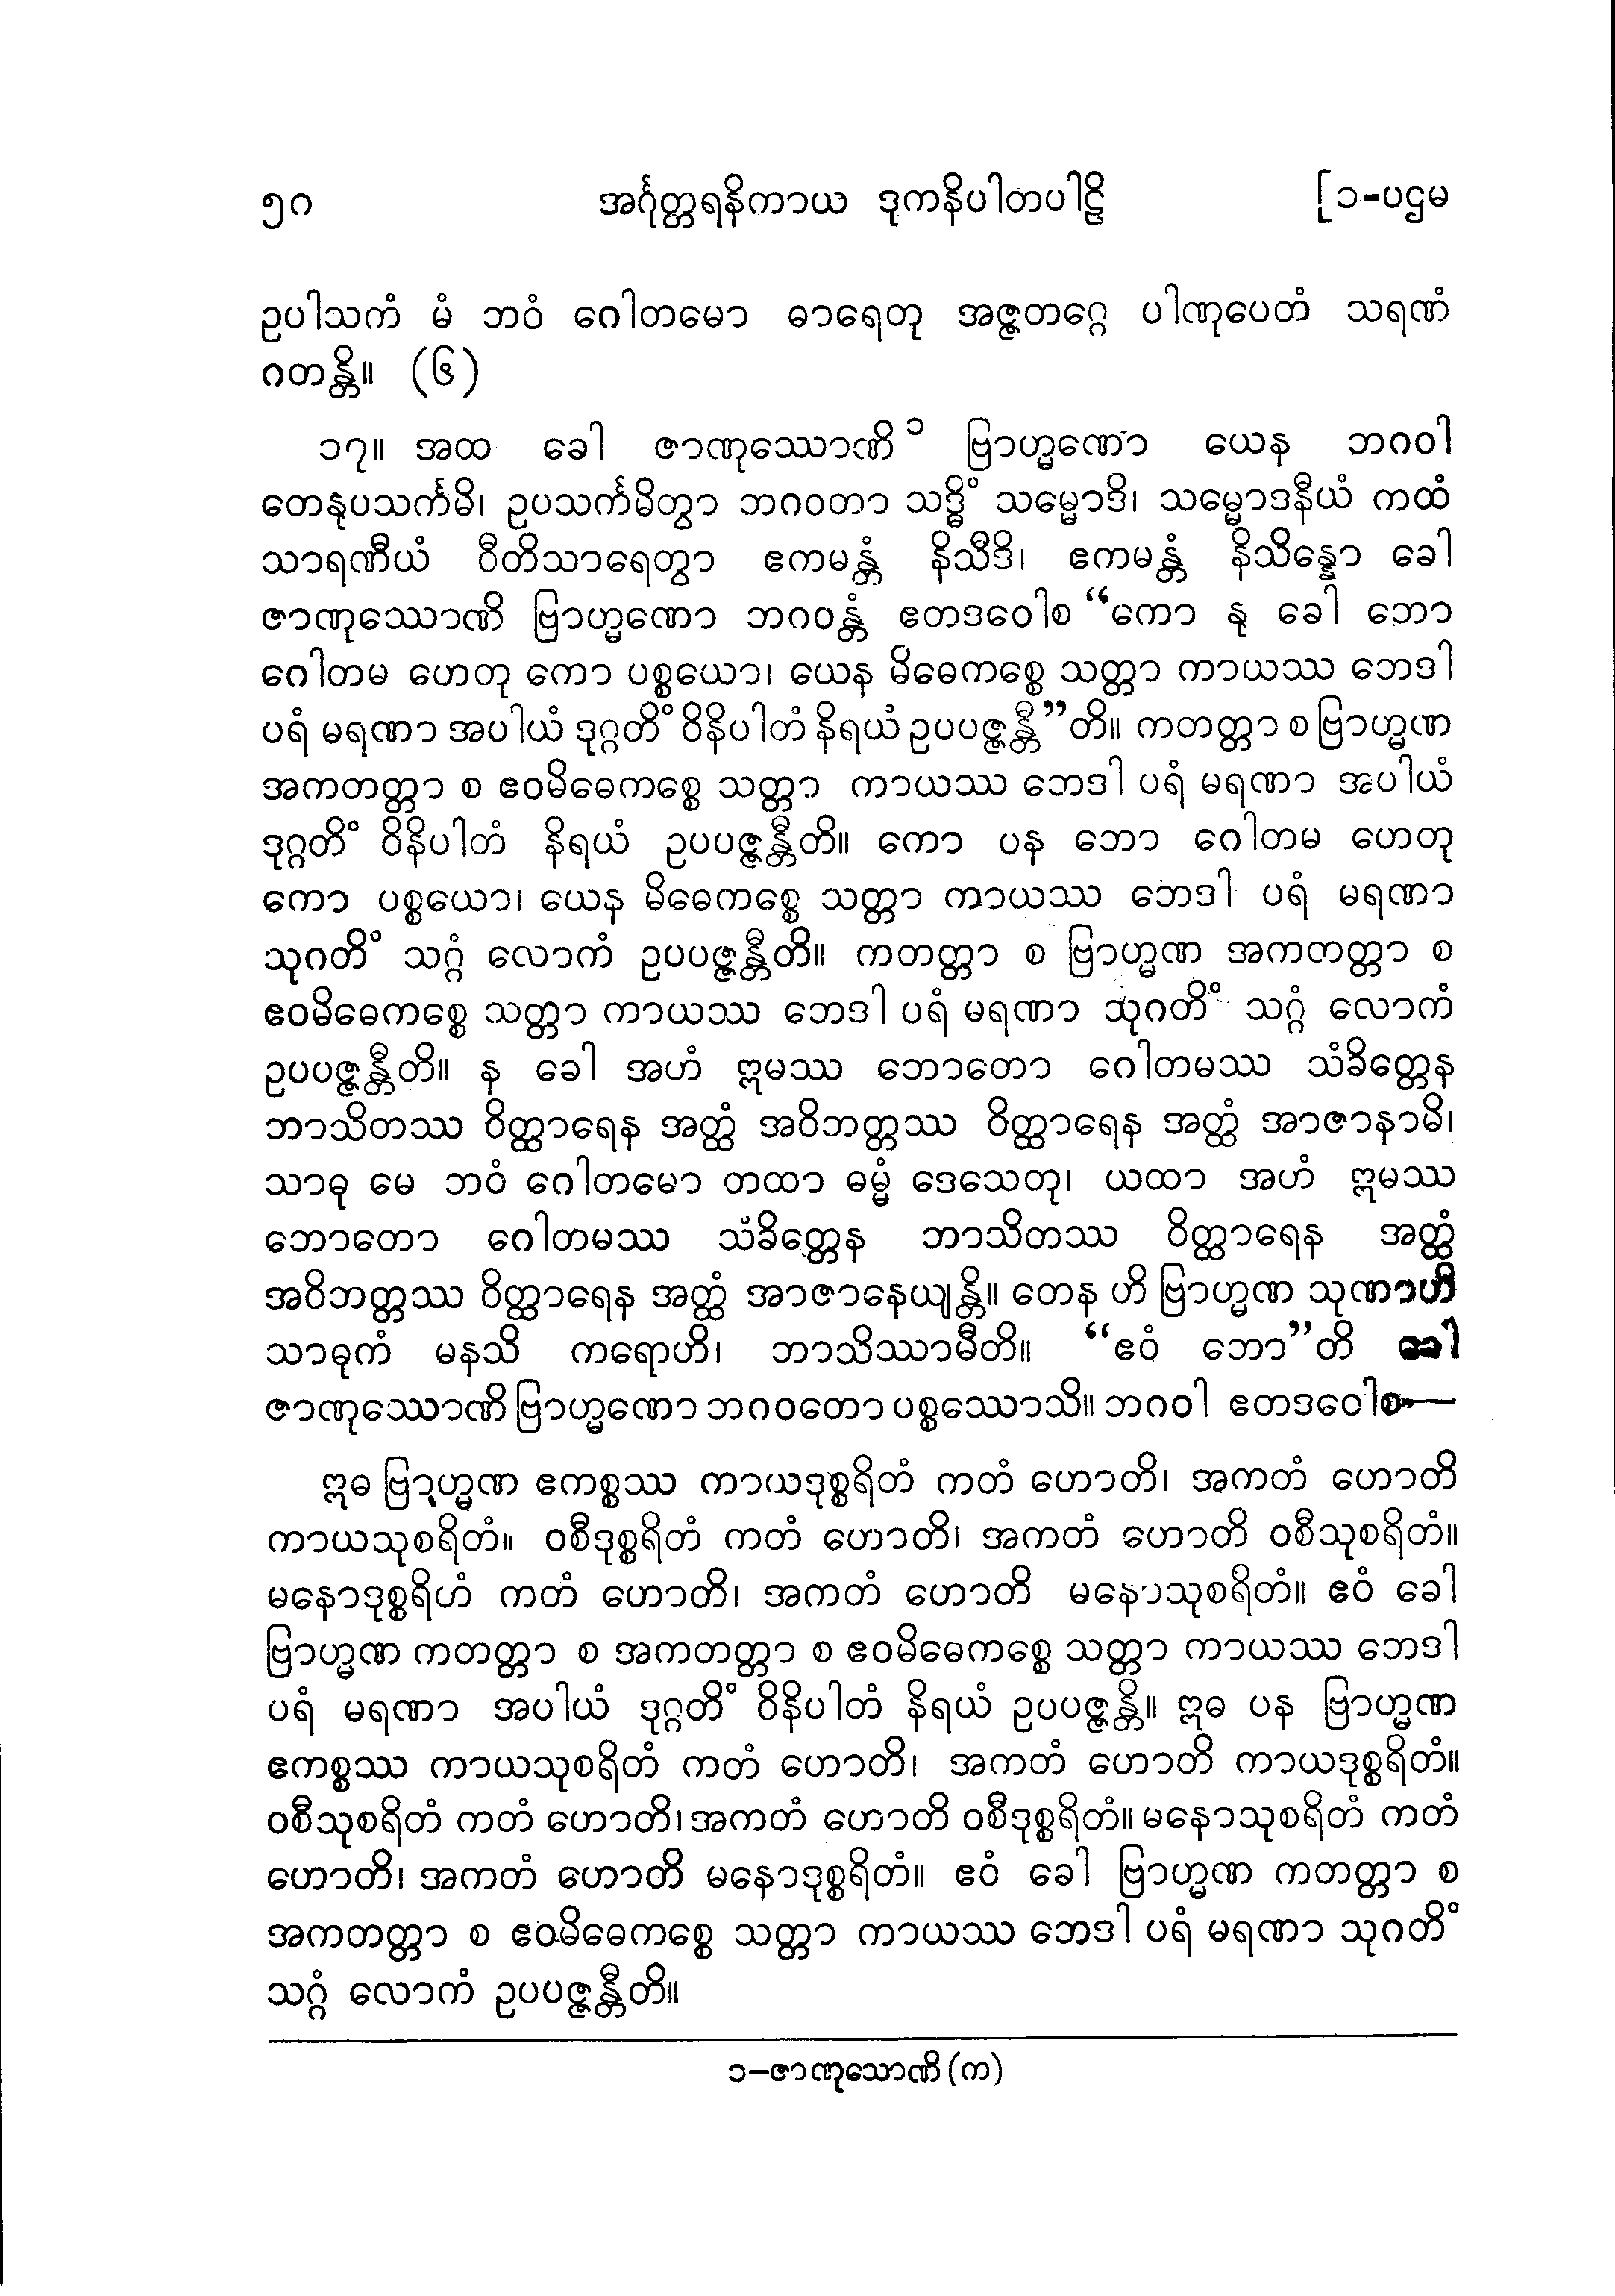 ၅၈ အင်္ဂုတ္တရနိကာယ ဒုကနိပါတပါဠိ [၁-ပဌမ
ဥပါသကံ မံ ဘဝံ ဂေါတမော ဓာရေတု အဇ္ဇတဂ္ဂေ ပါဏုပေတံ သရဏံ
ဂတန္တိ။ (၆)
၁၇။ အထ ခေါ ဇာဏုဿောဏိ ၁ ဗြာဟ္မဏော ယေန ဘဂဝါ
တေနုပသင်္ကမိ၊ ဥပသင်္ကမိတွာ ဘဂဝတာ သဒ္ဓိံ သမ္မောဒိ၊ သမ္မောဒနီယံ ကထံ
သာရဏီယံ ဝီတိသာရေတွာ ဧကမန္တံ နိသီဒိ၊ ဧကမန္တံ နိသိန္နော ခေါ
ဇာဏုဿောဏိ ဗြာဟ္မဏော ဘဂဝန္တံ ဧတဒဝေါစ “ကော နု ခေါ ဘော
ဂေါတမ ဟေတု ကော ပစ္စယော၊ ယေန မိဓေကစ္စေ သတ္တာ ကာယဿ ဘေဒါ
ပရံ မရဏာ အပါယံ ဒုဂ္ဂတိံ ဝိနိပါတံ နိရယံ ဥပပဇ္ဇန္တီ”တိ။ ကတတ္တာ စ ဗြာဟ္မဏ
အကတတ္တာ စ ဧဝမိဓေကစ္စေ သတ္တာ ကာယဿ ဘေဒါ ပရံ မရဏာ အပါယံ
ဒုဂ္ဂတိံ ဝိနိပါတံ နိရယံ ဥပပဇ္ဇန္တီတိ။ ကော ပန ဘော ဂေါတမ ဟေတု
ကော ပစ္စယော၊ ယေန မိဓေကစ္စေ သတ္တာ ကာယဿ ဘေဒါ ပရံ မရဏာ
သုဂတိံ သဂ္ဂံ လောကံ ဥပပဇ္ဇန္တီတိ။ ကတတ္တာ စ ဗြာဟ္မဏ အကတတ္တာ စ
ဧဝမိဓေကစ္စေ သတ္တာ ကာယဿ ဘေဒါ ပရံ မရဏာ သုဂတိံ သဂ္ဂံ လောကံ
ဥပပဇ္ဇန္တီတိ။ န ခေါ အဟံ ဣမဿ ဘောတော ဂေါတမဿ သံခိတ္တေန
ဘာသိတဿ ဝိတ္ထာရေန အတ္ထံ အဝိဘတ္တဿ ဝိတ္ထာရေန အတ္ထံ အာဇာနာမိ၊
သာဓု မေ ဘဝံ ဂေါတမော တထာ ဓမ္မံ ဒေသေတု၊ ယထာ အဟံ ဣမဿ
ဘောတော ဂေါတမဿ သံခိတ္တေန ဘာသိတဿ ဝိတ္ထာရေန အတ္ထံ
အဝိဘတ္တဿ ဝိတ္ထာရေန အတ္ထံ အာဇာနေယျန္တိ။ တေန ဟိ ဗြာဟ္မဏ သုဏာဟိ
သာဓုကံ မနသိ ကရောဟိ၊ ဘာသိဿာမီတိ။ “ဧဝံ ဘော”တိ ခေါ
ဇာဏုဿောဏိ ဗြာဟ္မဏော ဘဂဝတော ပစ္စဿောသိ။ ဘဂဝါ ဧတဒဝေါစ—
ဣဓ ဗြာဟ္မဏ ဧကစ္စဿ ကာယဒုစ္စရိတံ ကတံ ဟောတိ၊ အကတံ ဟောတိ
ကာယသုစရိတံ။ ဝစီဒုစ္စရိတံ ကတံ ဟောတိ၊ အကတံ ဟောတိ ဝစီသုစရိတံ။
မနောဒုစ္စရိဟံ ကတံ ဟောတိ၊ အကတံ ဟောတိ မနောသုစရိတံ။ ဧဝံ ခေါ
ဗြာဟ္မဏ ကတတ္တာ စ အကတတ္တာ စ ဧဝမိဓေကစ္စေ သတ္တာ ကာယဿ ဘေဒါ
ပရံ မရဏာ အပါယံ ဒုဂ္ဂတိံ ဝိနိပါတံ နိရယံ ဥပပဇ္ဇန္တိ။ ဣဓ ပန ဗြာဟ္မဏ
ဧကစ္စဿ ကာယသုစရိတံ ကတံ ဟောတိ၊ အကတံ ဟောတိ ကာယဒုစ္စရိတံ။
ဝစီသုစရိတံ ကတံ ဟောတိ၊ အကတံ ဟောတိ ဝစီဒုစ္စရိတံ။ မနောသုစရိတံ ကတံ
ဟောတိ၊ အကတံ ဟောတိ မနောဒုစ္စရိတံ။ ဧဝံ ခေါ ဗြာဟ္မဏ ကတတ္တာ စ
အကတတ္တာ စ ဧဝမိဓေကစ္စေ သတ္တာ ကာယဿ ဘေဒါ ပရံ မရဏာ သုဂတိံ
သဂ္ဂံ လောကံ ဥပပဇ္ဇန္တီတိ။
၁–ဇာဏုသောဏိ (က)